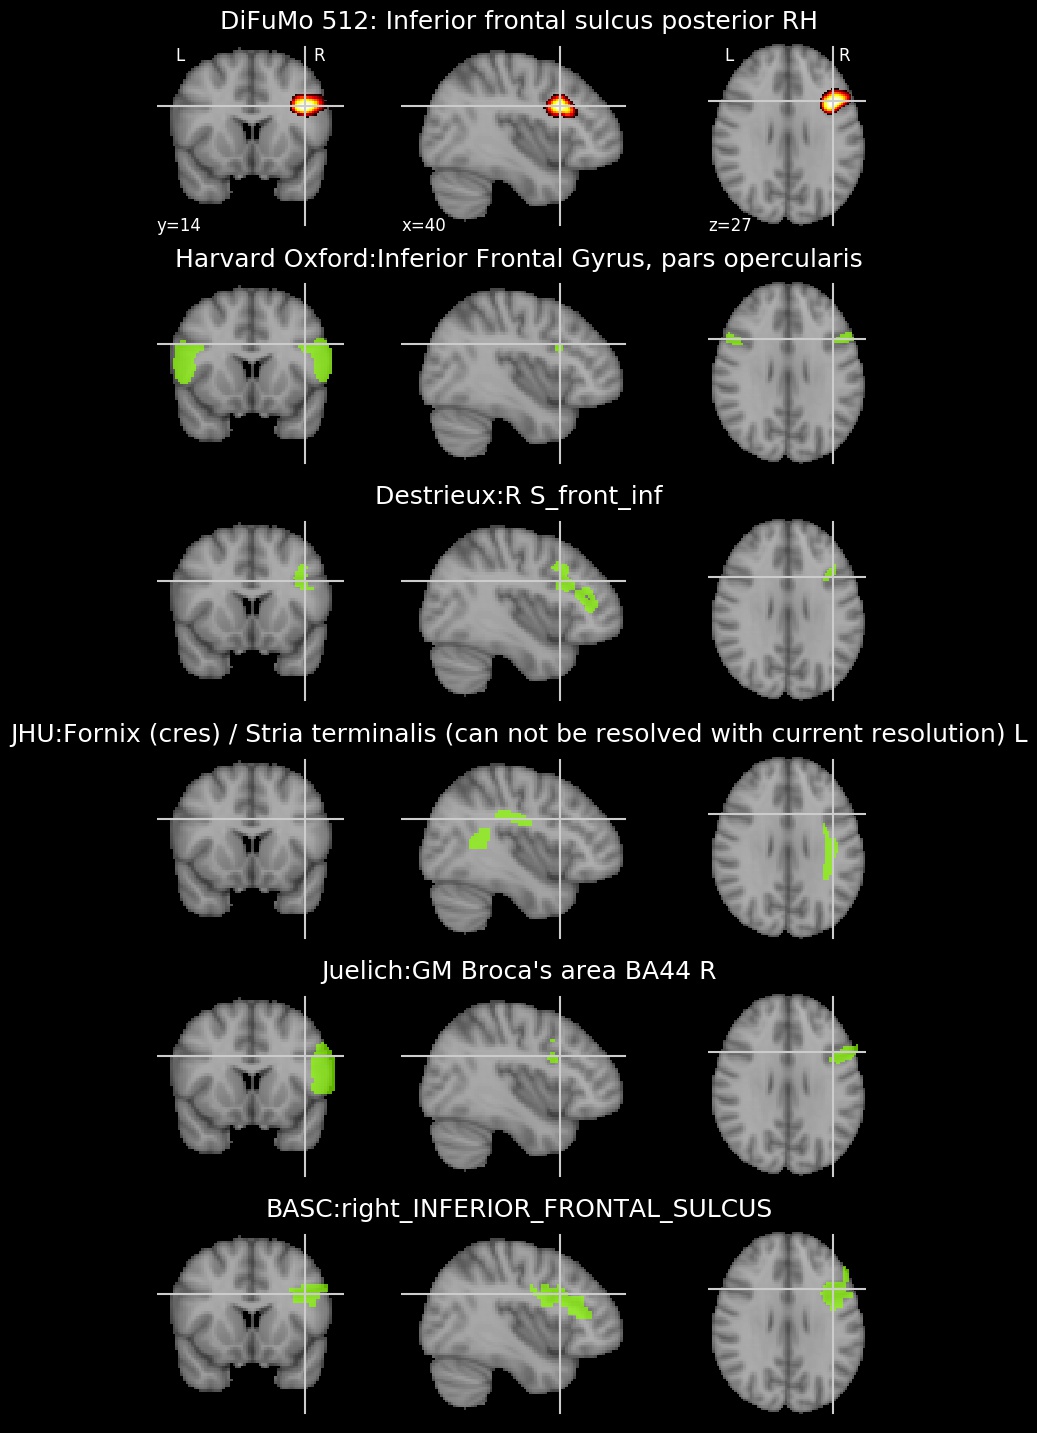 DiFuMo 512: Inferior frontal sulcus posterior RH
L R L R
y=14 x=40 z=27
Harvard Oxford:Inferior Frontal Gyrus, pars opercularis
Destrieux:R S_front_inf
JHU:Fornix (cres) / Stria terminalis (can not be resolved with current resolution) L
Juelich:GM Broca's area BA44 R
BASC:right_INFERIOR_FRONTAL_SULCUS